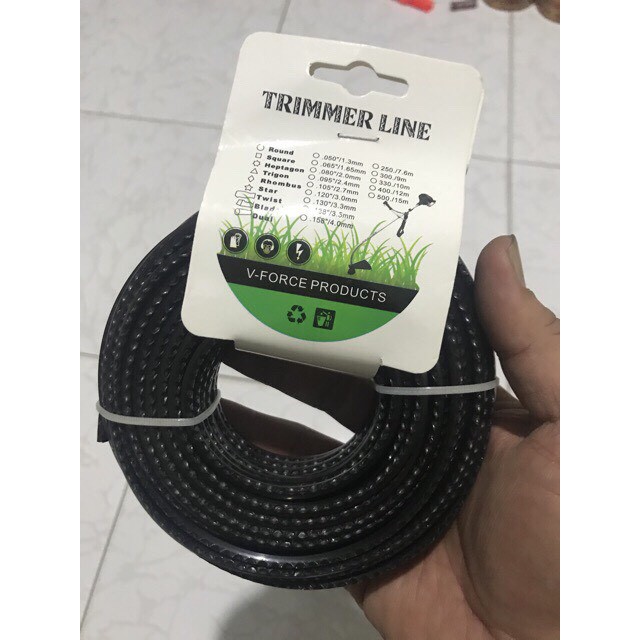 TRIMMER LINE
Round .050"/1.3mm 250./7.6m
Square .065"/1.65mm 300./9m
Heptagon .080"/2.0mm 330./10m
Trigon .095"/2.4mm 400./12m
Rhombus .105"/2.7mm 500./15m
Star .120"/3.0mm
Twist .130"/3.3mm
/3.5mm
Dual .158"/4.0mm
V-FORCE PRODUCTS